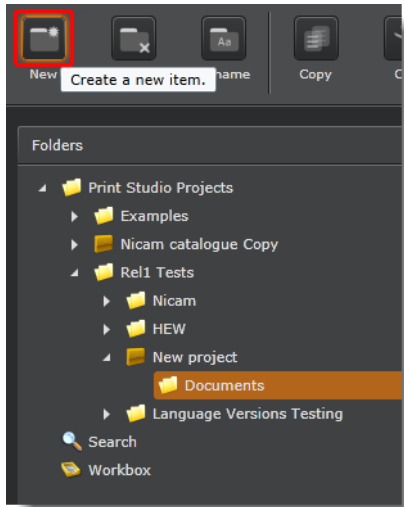 Aa
New
name
Copy
C
Create a new item.
Folders
Print Studio Projects
Examples
Nicam catalogue Copy
Rel1 Tests
Nicam
HEW
New project
Documents
Language Versions Testing
Search
Workbox